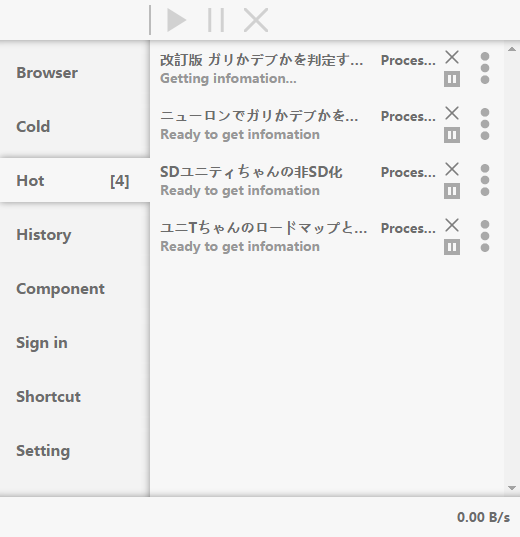 Browser
Cold
Hot [4]
History
Component
Sign in
Shortcut
Setting
改訂版 ガリかデブかを判定す... Proces...
Getting infomation...
ニューロンでガリかデブかを... Proces...
Ready to get infomation
SDユニティちゃんの非SD化 Proces...
Ready to get infomation
ユニTちゃんのロードマップと... Proces...
Ready to get infomation
0.00 B/s